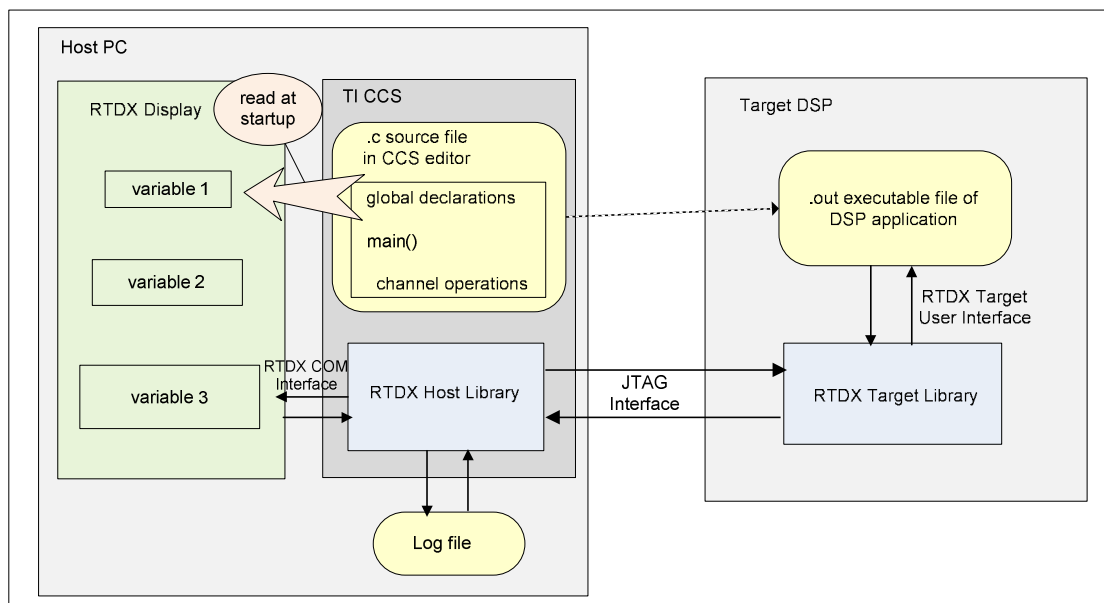 Host PC
RTDX Display
read at
startup
TI CCS
.c source file
in CCS editor
global declarations
main()
channel operations
variable 1
variable 2
variable 3
RTDX COM
Interface
RTDX Host Library
Log file
JTAG
Interface
Target DSP
.out executable file of
DSP application
RTDX Target
User Interface
RTDX Target Library